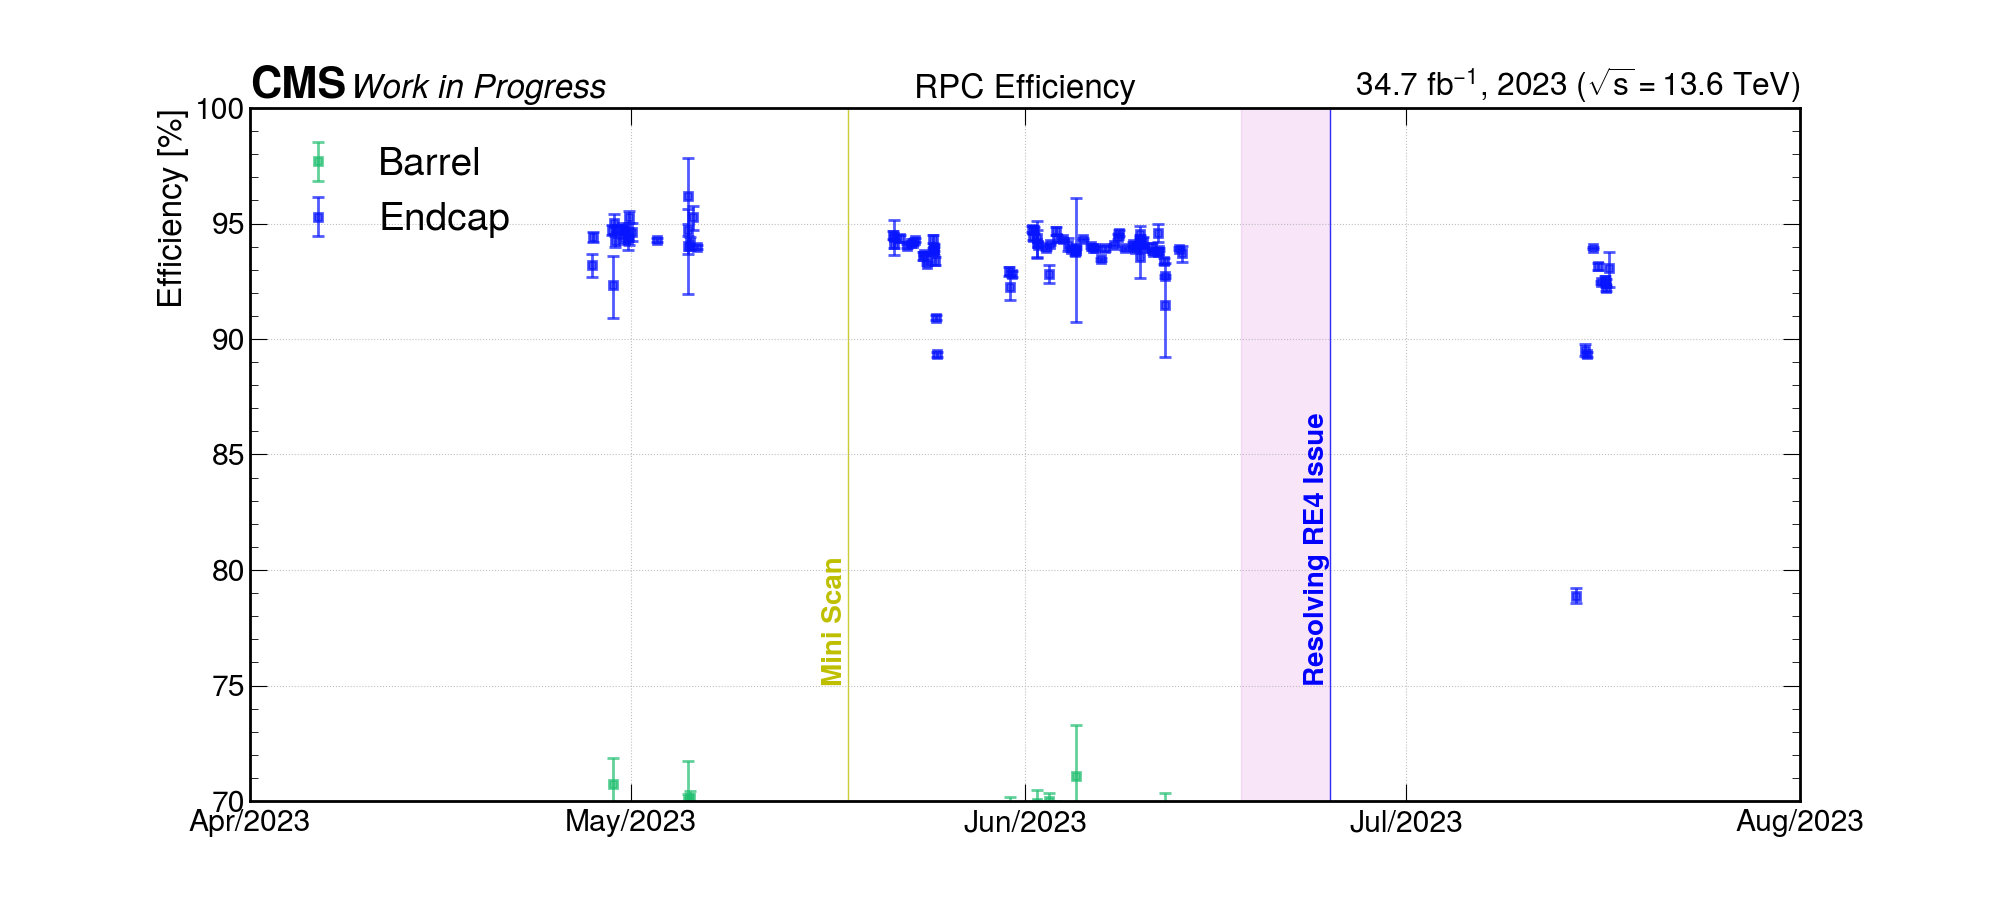 CMS Work in Progress RPC Efficiency 34.7 fb⁻¹, 2023 (√s = 13.6 TeV)
Efficiency [%]
100
95
90
85
80
75
70
Barrel
Endcap
Mini Scan
Resolving RE4 Issue
Apr/2023 May/2023 Jun/2023 Jul/2023 Aug/2023